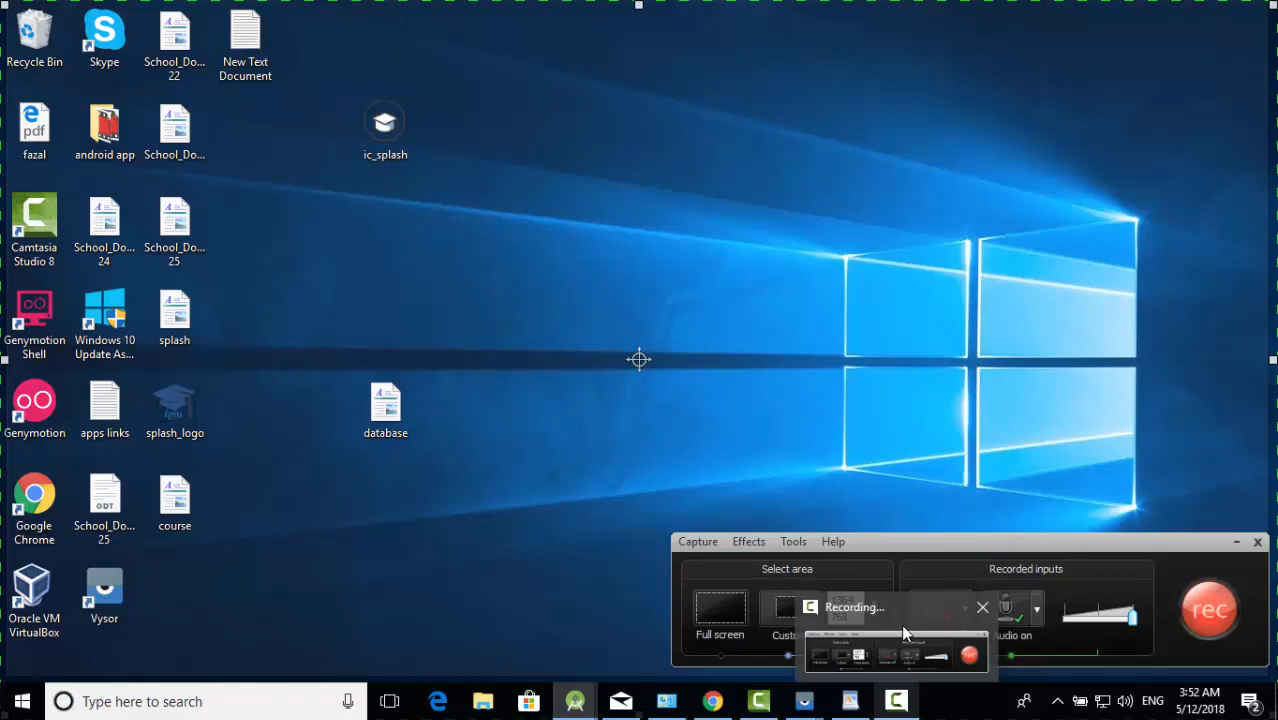 Recycle Bin
Skype
School_Do...
22
New Text
Document
fazal
android app
School_Do...
ic_splash
Camtasia
Studio 8
School_Do...
24
School_Do...
25
Genymotion
Shell
Windows 10
Update As...
splash
Genymotion
apps links
splash_logo
database
Google
Chrome
School_Do...
25
course
Oracle VM
VirtualBox
Vysor
Capture Effects Tools Help
Select area
Recorded inputs
Full screen
Custo
Recording...
Audio on
rec
Type here to search
ENG
3:52 AM
5/12/2018
2